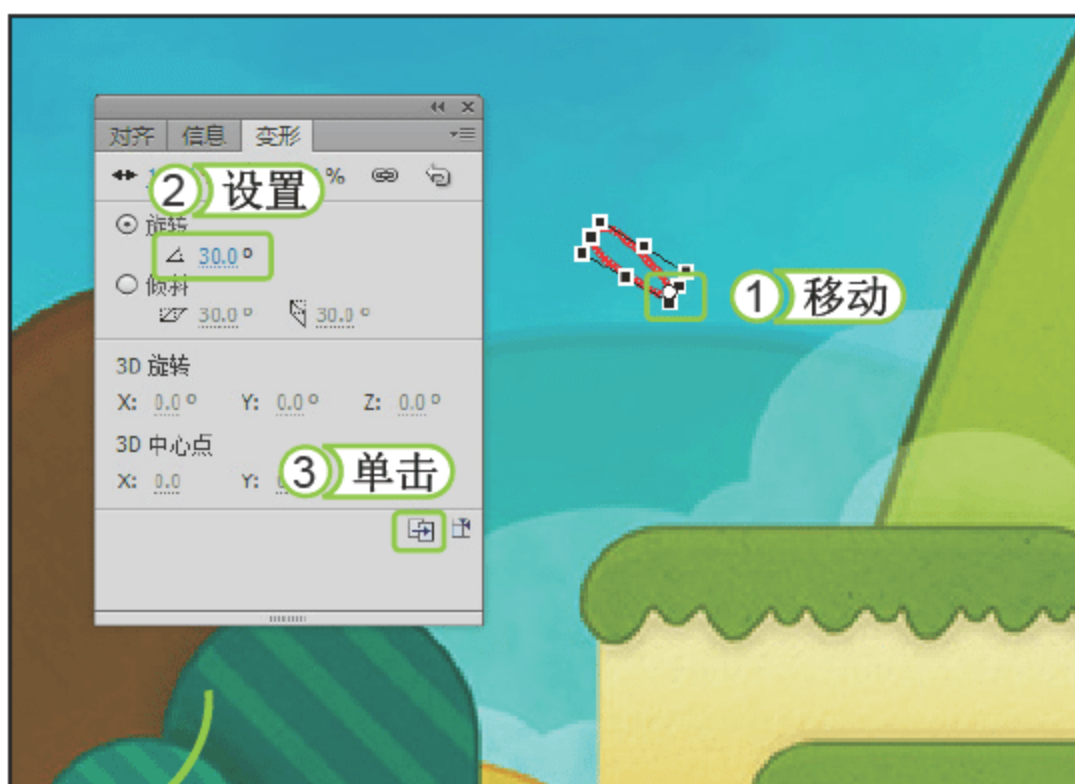 对齐 信息 变形
② 设置 %
旋转
30.0 °
① 移动
倾斜
30.0 ° 30.0 °
3D 旋转
X: 0.0 ° Y: 0.0 ° Z: 0.0 °
3D 中心点
X: 0.0 Y:
③ 单击